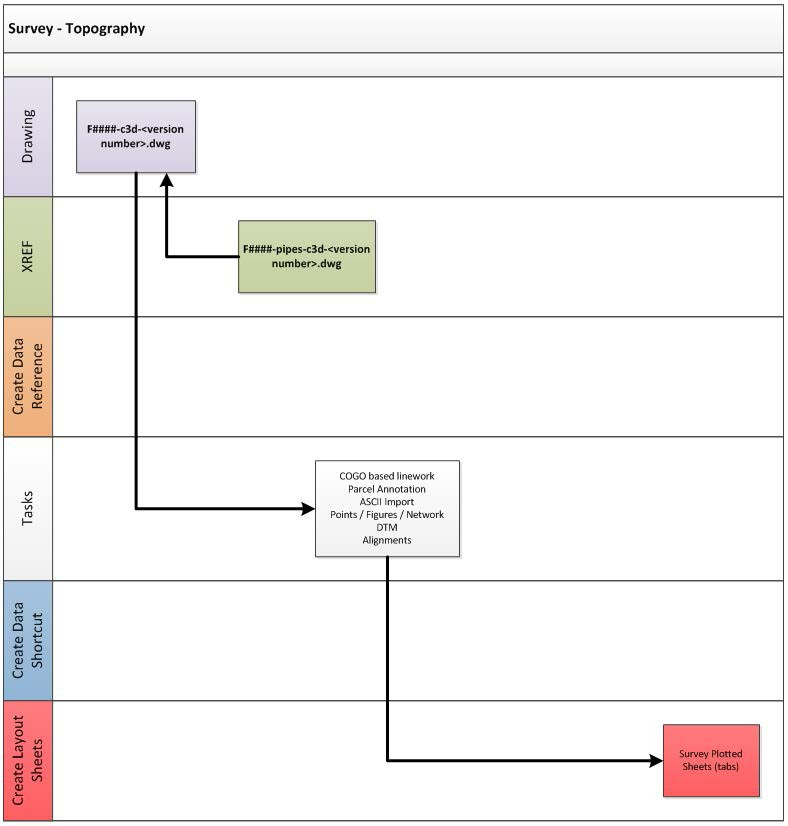 Survey - Topography
Drawing
F####-c3d-<version
number>.dwg
XREF
F####-pipes-c3d-<version
number>.dwg
Create Data
Reference
Tasks
COGO based linework
Parcel Annotation
ASCII Import
Points / Figures / Network
DTM
Alignments
Create Data
Shortcut
Create Layout
Sheets
Survey Plotted
Sheets (tabs)